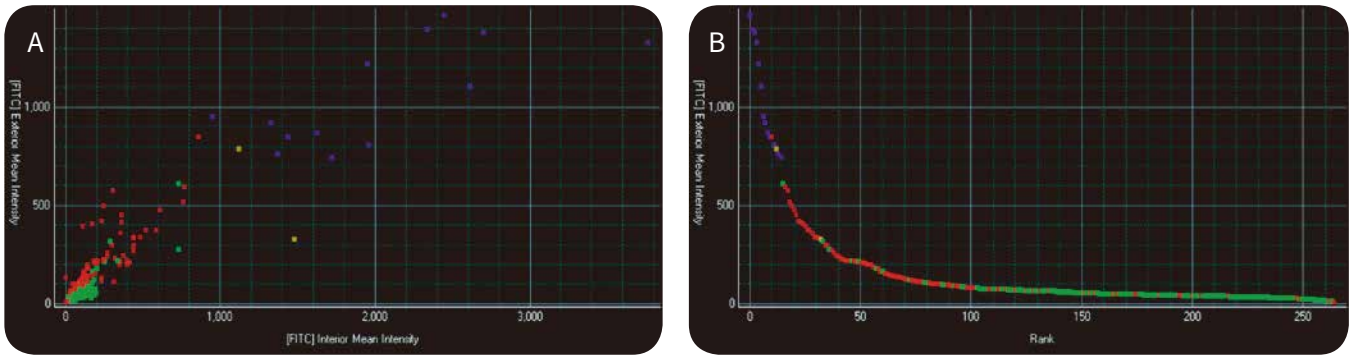 A
[FITC] Exterior Mean Intensity
1,000
500
0
0 1,000 2,000 3,000
[FITC] Interior Mean Intensity
B
[FITC] Exterior Mean Intensity
1,000
500
0
0 50 100 150 200 250
Rank